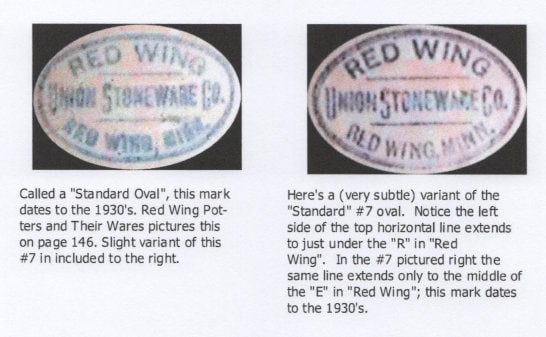 RED WING
UNION STONEWARE CO.
RED WING, MINN.
Called a "Standard Oval", this mark
dates to the 1930's. Red Wing Pot-
ters and Their Wares pictures this
on page 146. Slight variant of this
#7 in included to the right.
RED WING
UNION STONEWARE CO.
RED WING, MINN.
Here's a (very subtle) variant of the
"Standard" #7 oval. Notice the left
side of the top horizontal line extends
to just under the "R" in "Red
Wing". In the #7 pictured right the
same line extends only to the middle of
the "E" in "Red Wing"; this mark dates
to the 1930's.